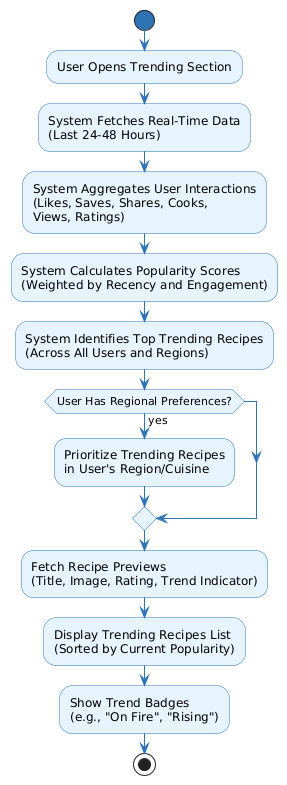 User Opens Trending Section
System Fetches Real-Time Data
(Last 24-48 Hours)
System Aggregates User Interactions
(Likes, Saves, Shares, Cooks,
Views, Ratings)
System Calculates Popularity Scores
(Weighted by Recency and Engagement)
System Identifies Top Trending Recipes
(Across All Users and Regions)
User Has Regional Preferences?
yes
Prioritize Trending Recipes
in User's Region/Cuisine
Fetch Recipe Previews
(Title, Image, Rating, Trend Indicator)
Display Trending Recipes List
(Sorted by Current Popularity)
Show Trend Badges
(e.g., "On Fire", "Rising")